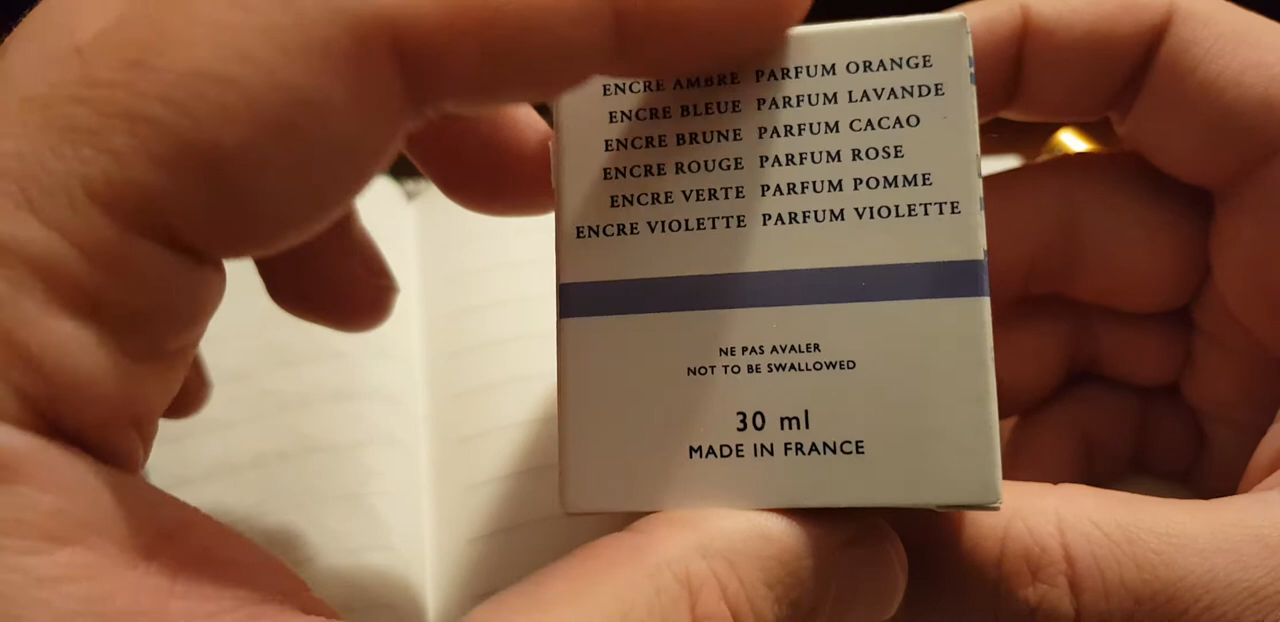 ENCRE AMBRE PARFUM ORANGE
ENCRE BLEUE PARFUM LAVANDE
ENCRE BRUNE PARFUM CACAO
ENCRE ROUGE PARFUM ROSE
ENCRE VERTE PARFUM POMME
ENCRE VIOLETTE PARFUM VIOLETTE
NE PAS AVALER
NOT TO BE SWALLOWED
30 ml
MADE IN FRANCE